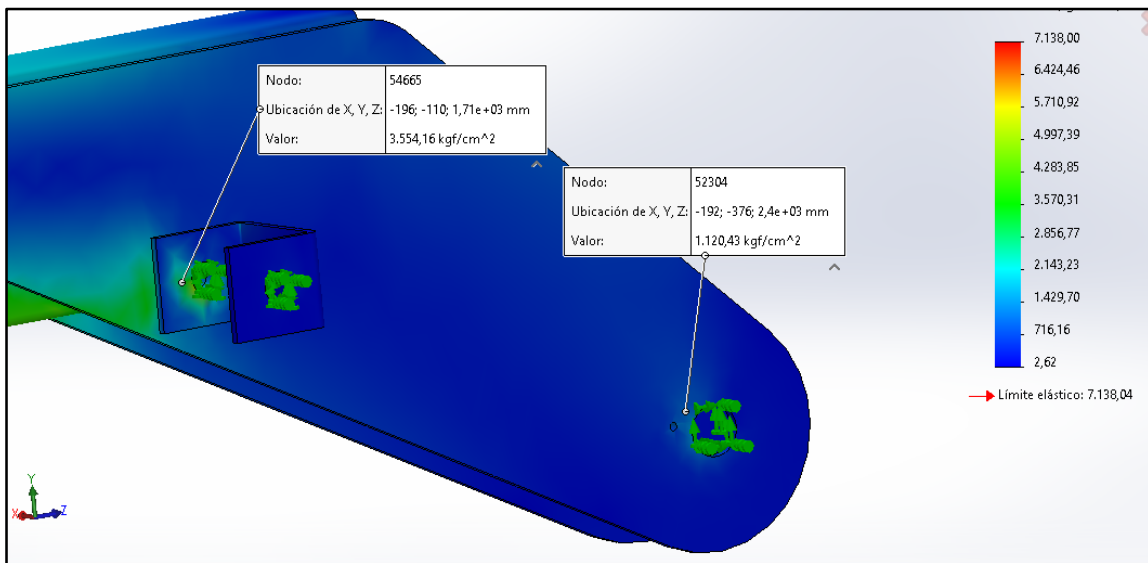 7.138,00
6.424,46
5.710,92
4.997,39
4.283,85
3.570,31
2.856,77
2.143,23
1.429,70
716,16
2,62
Límite elástico: 7.138,04
Nodo: 54665
Ubicación de X, Y, Z: -196; -110; 1,71e+03 mm
Valor: 3.554,16 kgf/cm^2
Nodo: 52304
Ubicación de X, Y, Z: -192; -376; 2,4e+03 mm
Valor: 1.120,43 kgf/cm^2
Y
X
Z